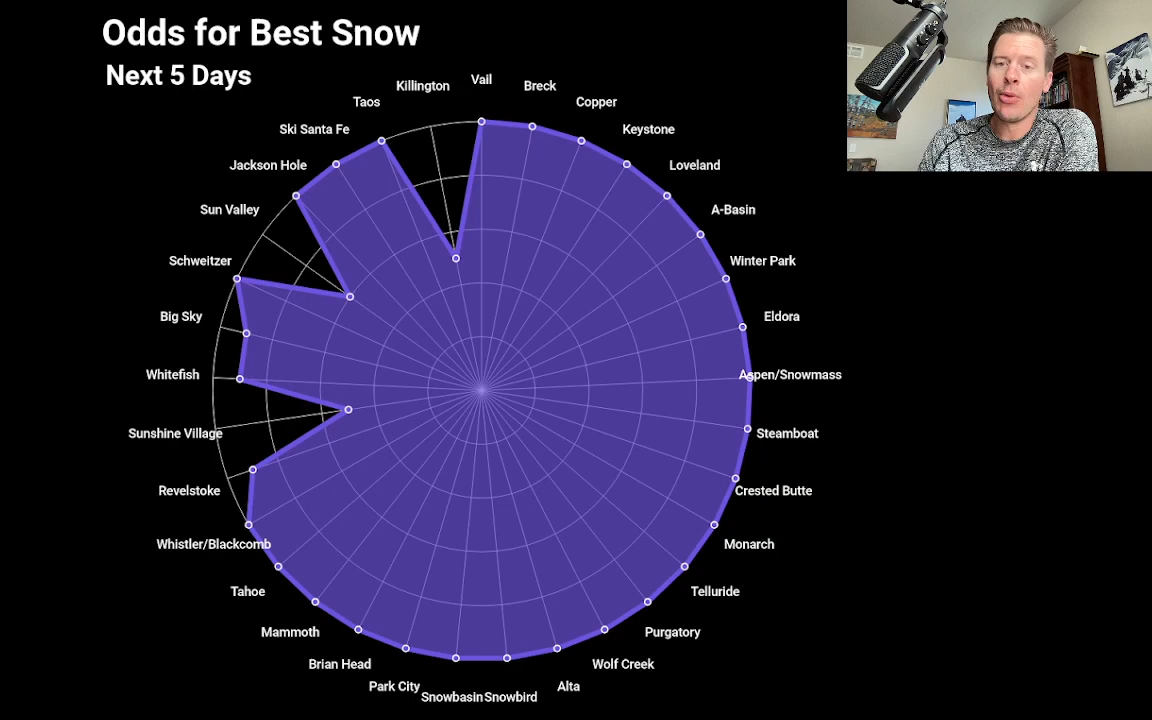 Odds for Best Snow
Next 5 Days
Vail
Breck
Copper
Keystone
Loveland
A-Basin
Winter Park
Eldora
Aspen/Snowmass
Steamboat
Crested Butte
Monarch
Telluride
Purgatory
Wolf Creek
Alta
Snowbird
Snowbasin
Park City
Brian Head
Mammoth
Tahoe
Whistler/Blackcomb
Revelstoke
Sunshine Village
Whitefish
Big Sky
Schweitzer
Sun Valley
Jackson Hole
Ski Santa Fe
Taos
Killington